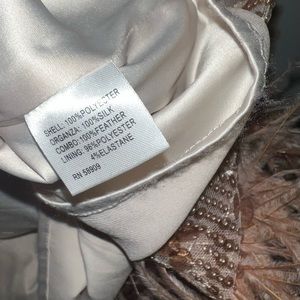 SHELL: 100%POLYESTER
ORGANZA: 100%SILK
COMBO: 100%FEATHER
LINING: 96%POLYESTER
4%ELASTANE
RN 58909